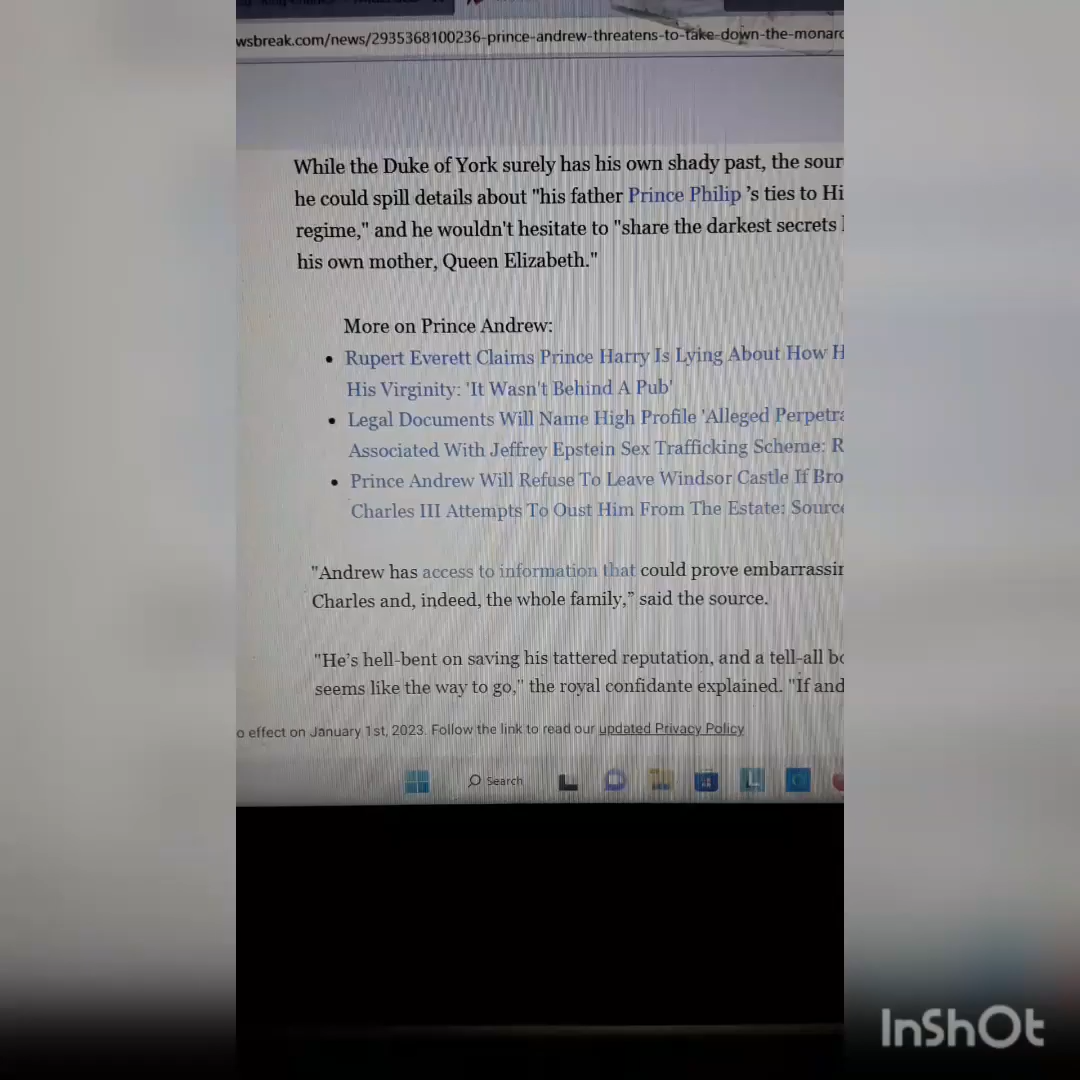 wsbreak.com/news/2935368100236-prince-andrew-threatens-to-take-down-the-monarc
While the Duke of York surely has his own shady past, the sour
he could spill details about "his father Prince Philip 's ties to Hi
regime," and he wouldn't hesitate to "share the darkest secrets
his own mother, Queen Elizabeth."
More on Prince Andrew:
• Rupert Everett Claims Prince Harry Is Lying About How H
His Virginity: 'It Wasn't Behind A Pub'
• Legal Documents Will Name High Profile 'Alleged Perpetra
Associated With Jeffrey Epstein Sex Trafficking Scheme: R
• Prince Andrew Will Refuse To Leave Windsor Castle If Bro
Charles III Attempts To Oust Him From The Estate: Source
"Andrew has access to information that could prove embarrassin
Charles and, indeed, the whole family," said the source.
"He's hell-bent on saving his tattered reputation, and a tell-all bo
seems like the way to go," the royal confidante explained. "If and
o effect on January 1st, 2023. Follow the link to read our updated Privacy Policy
Search
InShOt